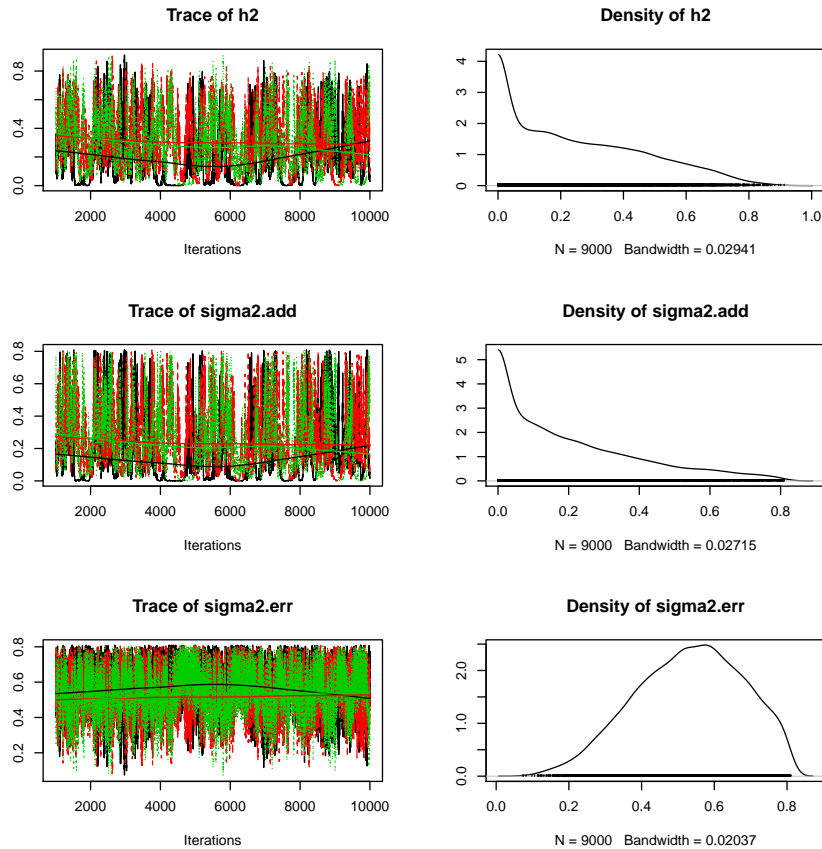 Trace of h2
0.0 0.4 0.8
2000 4000 6000 8000 10000
Iterations
Density of h2
0 1 2 3 4
0.0 0.2 0.4 0.6 0.8 1.0
N = 9000 Bandwidth = 0.02941
Trace of sigma2.add
0.0 0.2 0.4 0.6 0.8
2000 4000 6000 8000 10000
Iterations
Density of sigma2.add
0 1 2 3 4 5
0.0 0.2 0.4 0.6 0.8
N = 9000 Bandwidth = 0.02715
Trace of sigma2.err
0.2 0.4 0.6 0.8
2000 4000 6000 8000 10000
Iterations
Density of sigma2.err
0.0 1.0 2.0
0.0 0.2 0.4 0.6 0.8
N = 9000 Bandwidth = 0.02037